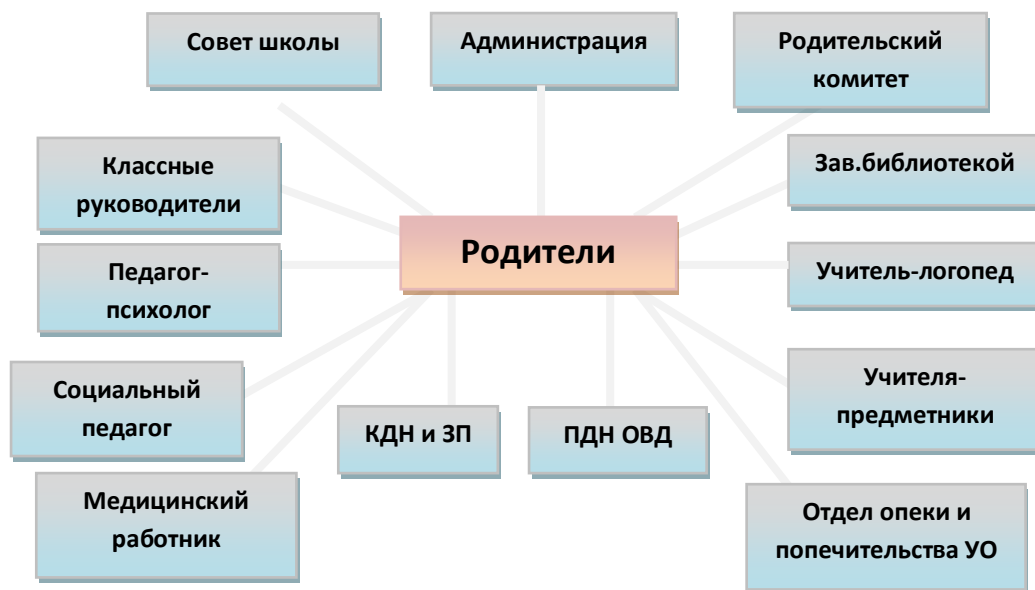 Совет школы
Администрация
Родительский
комитет
Классные
руководители
Зав.библиотекой
Родители
Педагог-
психолог
Учитель-логопед
Социальный
педагог
КДН и ЗП
ПДН ОВД
Учителя-
предметники
Медицинский
работник
Отдел опеки и
попечительства УО